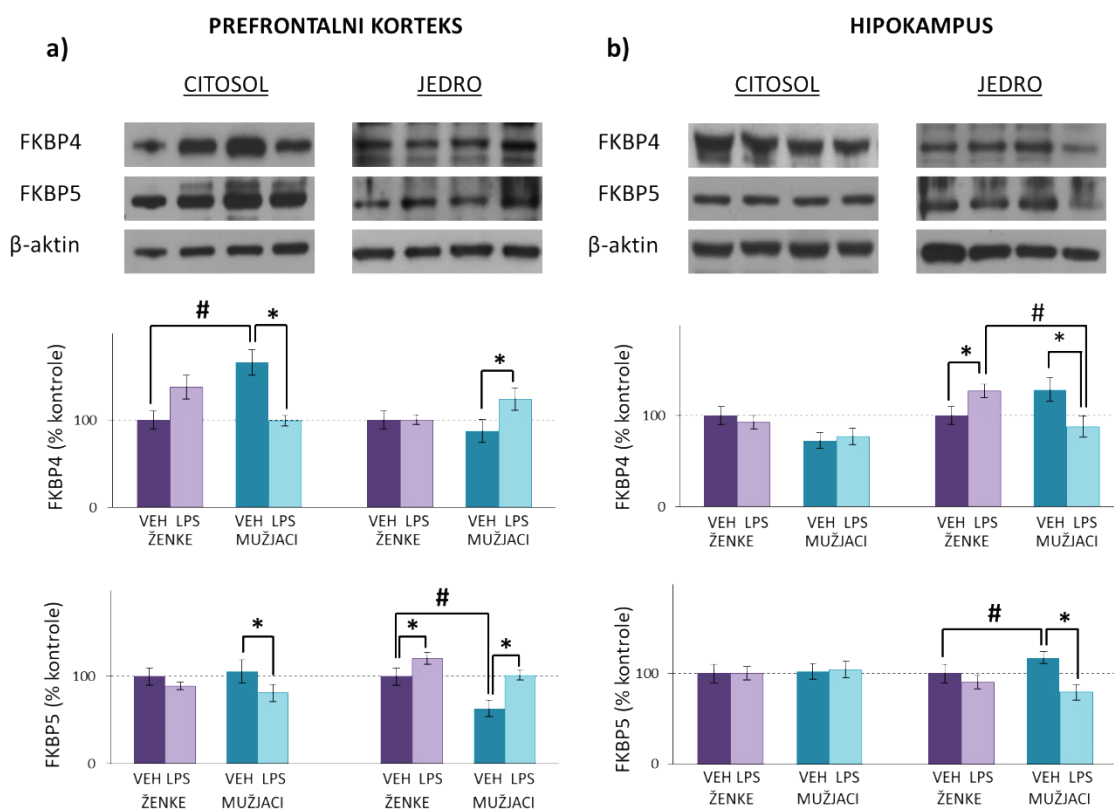 a)
PREFRONTALNI KORTEKS
CITOSOL JEDRO
FKBP4
FKBP5
β-aktin
# * *
FKBP4 (% kontrole)
100
0
VEH LPS VEH LPS VEH LPS VEH LPS
ŽENKE MUŽJACI ŽENKE MUŽJACI
* * # *
FKBP5 (% kontrole)
100
0
VEH LPS VEH LPS VEH LPS VEH LPS
ŽENKE MUŽJACI ŽENKE MUŽJACI
b)
HIPOKAMPUS
CITOSOL JEDRO
FKBP4
FKBP5
β-aktin
* # *
FKBP4 (% kontrole)
100
0
VEH LPS VEH LPS VEH LPS VEH LPS
ŽENKE MUŽJACI ŽENKE MUŽJACI
# *
FKBP5 (% kontrole)
100
0
VEH LPS VEH LPS VEH LPS VEH LPS
ŽENKE MUŽJACI ŽENKE MUŽJACI